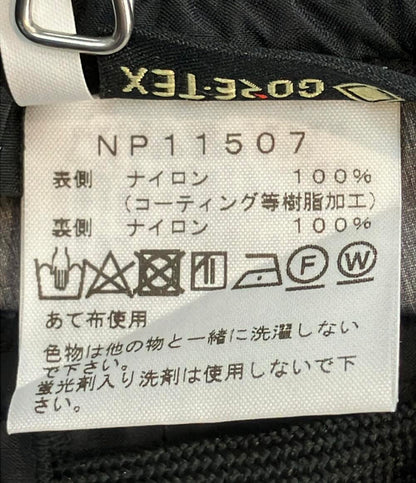 GORE-TEX
NP11507
表側 ナイロン 100%
(コーティング等樹脂加工)
裏側 ナイロン 100%
F W
あて布使用
色物は他の物と一緒に洗濯しない
で下さい。
蛍光剤入り洗剤は使用しないで下
さい。